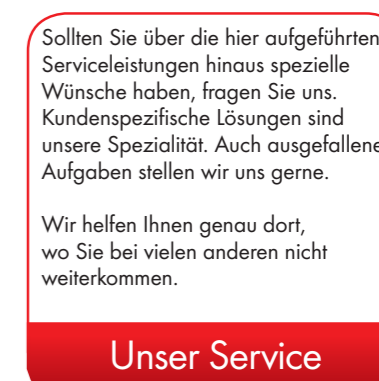 Sollten Sie über die hier aufgeführten
Serviceleistungen hinaus spezielle
Wünsche haben, fragen Sie uns.
Kundenspezifische Lösungen sind
unsere Spezialität. Auch ausgefallene
Aufgaben stellen wir uns gerne.

Wir helfen Ihnen genau dort,
wo Sie bei vielen anderen nicht
weiterkommen.

Unser Service